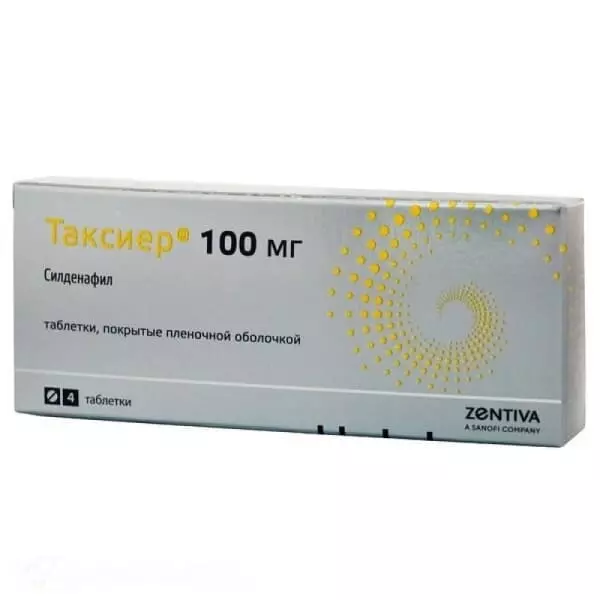 Таксиер® 100 мг
Силденафил
таблетки, покрытые пленочной оболочкой
4 таблетки
ZENTIVA
A SANOFI COMPANY